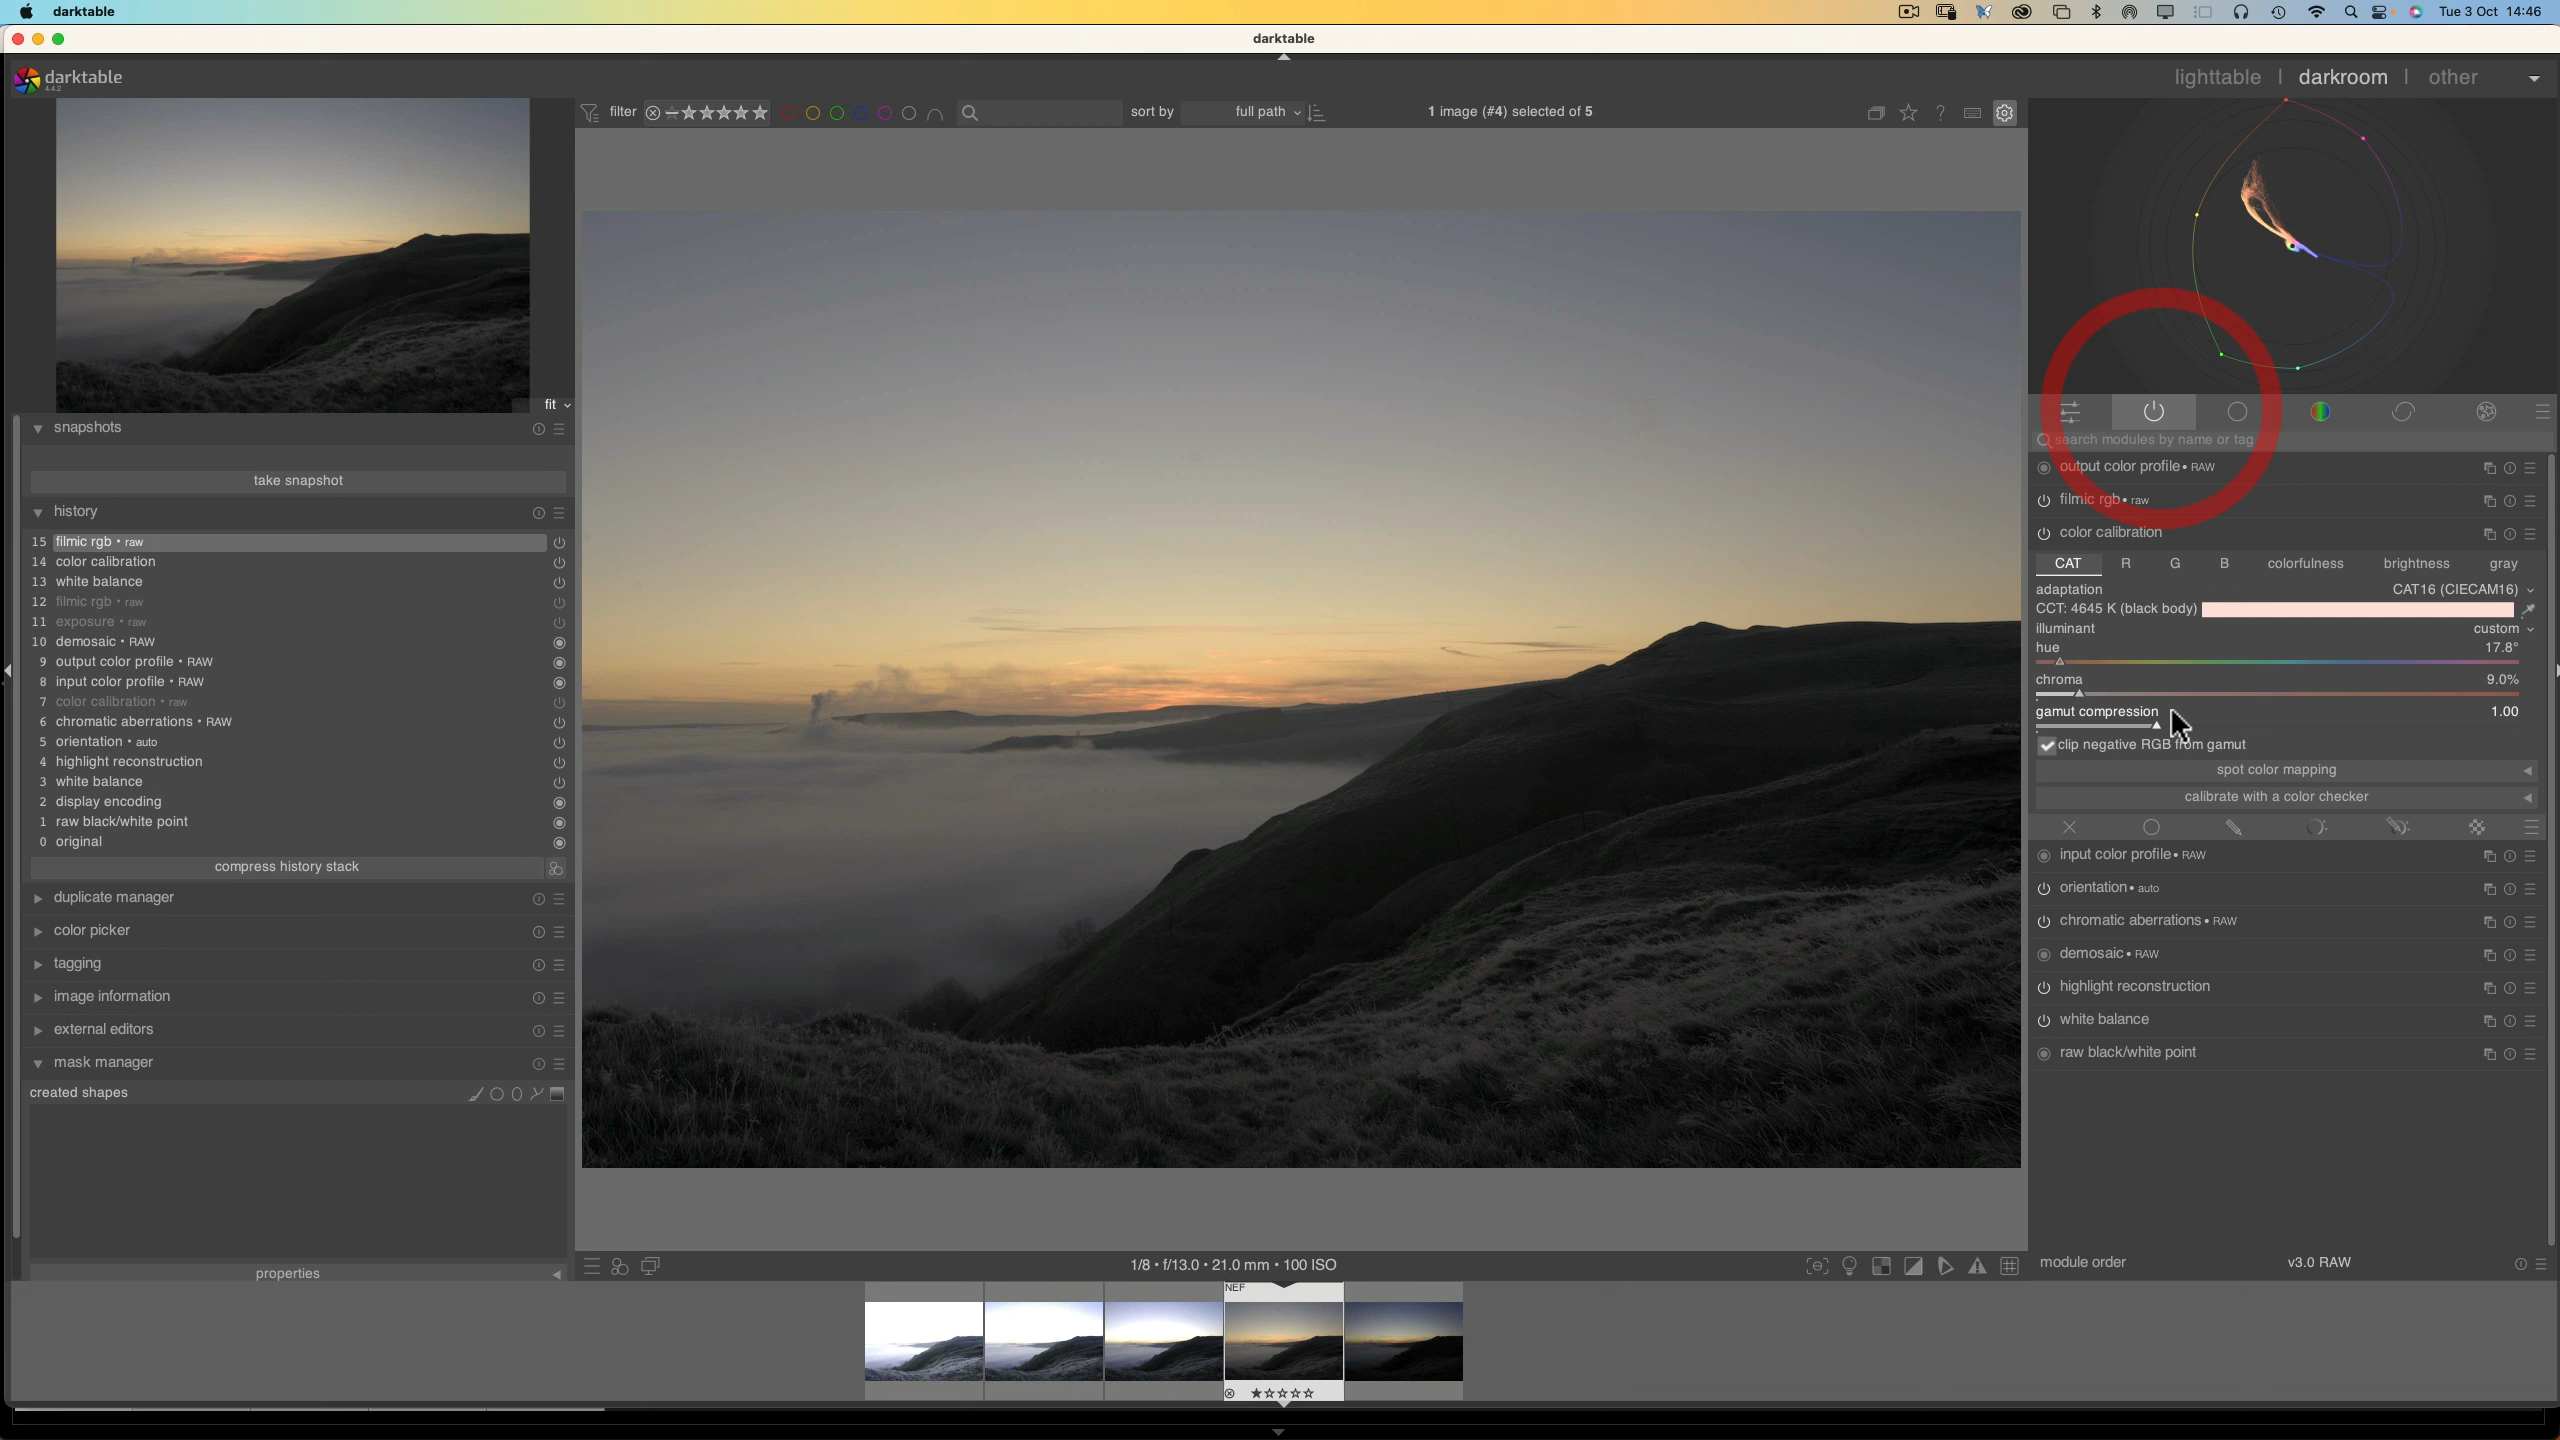 darktable
Tue 3 Oct 14:46
darktable
darktable
4.4.2
lighttable | darkroom | other
filter
sort by full path
1 image (#4) selected of 5
fit
snapshots
take snapshot
history
15 filmic rgb • raw
14 color calibration
13 white balance
12 filmic rgb • raw
11 exposure • raw
10 demosaic • RAW
9 output color profile • RAW
8 input color profile • RAW
7 color calibration • raw
6 chromatic aberrations • RAW
5 orientation • auto
4 highlight reconstruction
3 white balance
2 display encoding
1 raw black/white point
0 original
compress history stack
duplicate manager
color picker
tagging
image information
external editors
mask manager
created shapes
properties
1/8 • f/13.0 • 21.0 mm • 100 ISO
NEF
search modules by name or tag
output color profile • RAW
filmic rgb • raw
color calibration
CAT R G B colorfulness brightness gray
adaptation CAT16 (CIECAM16)
CCT: 4645 K (black body)
illuminant custom
hue 17.8°
chroma 9.0%
gamut compression 1.00
clip negative RGB from gamut
spot color mapping
calibrate with a color checker
input color profile • RAW
orientation • auto
chromatic aberrations • RAW
demosaic • RAW
highlight reconstruction
white balance
raw black/white point
module order v3.0 RAW